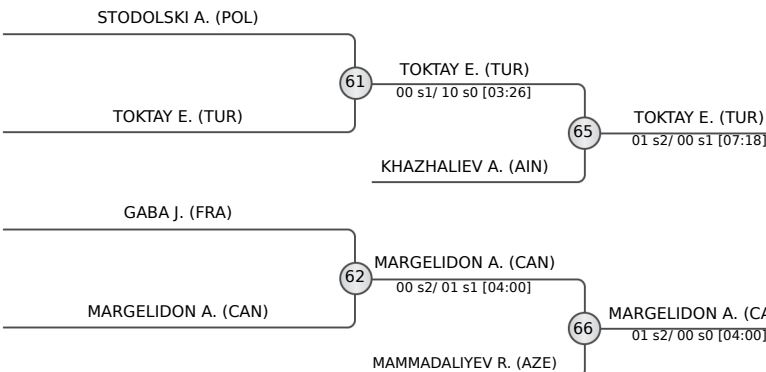 STODOLSKI A. (POL)
61
TOKTAY E. (TUR)
00 s1/ 10 s0 [03:26]
TOKTAY E. (TUR)
65
TOKTAY E. (TUR)
01 s2/ 00 s1 [07:18]
KHAZHALIEV A. (AIN)
GABA J. (FRA)
62
MARGELIDON A. (CAN)
00 s2/ 01 s1 [04:00]
MARGELIDON A. (CAN)
66
MARGELIDON A. (CA
01 s2/ 00 s0 [04:00]
MAMMADALIYEV R. (AZE)